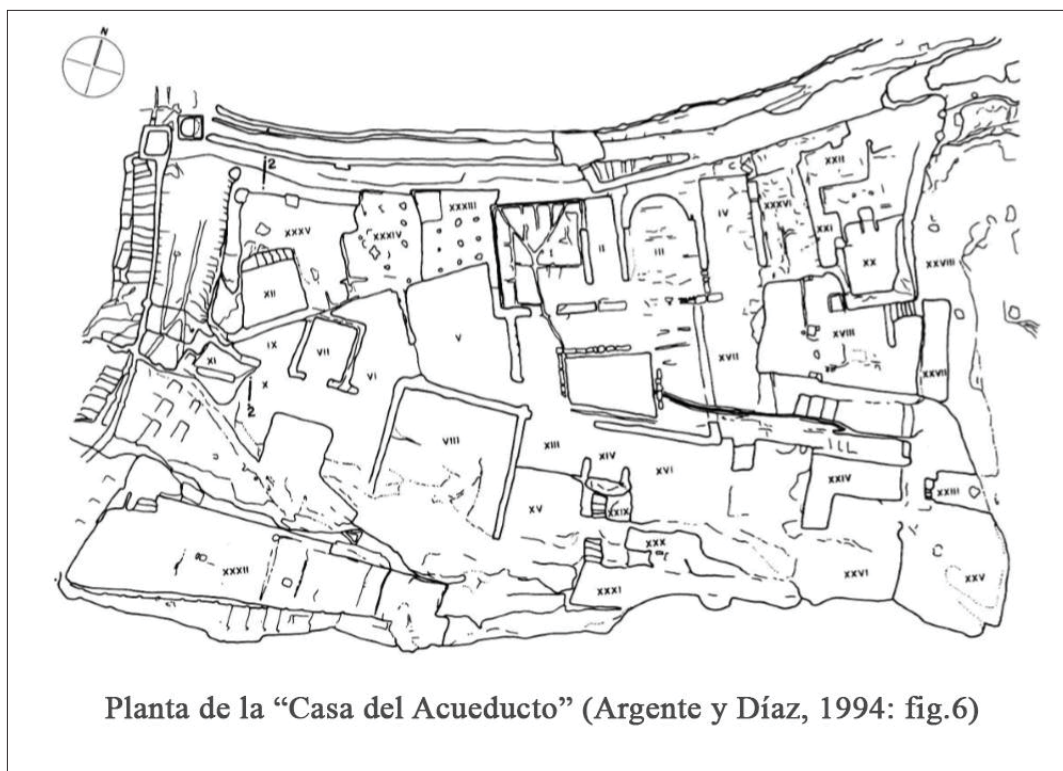 N
2
XXII
XXXIII
IV
XXXVI
XXXV
XXXIV
II
III
XXI
XX
XXVIII
XII
IX
VII
V
XVIII
XI
VI
XVII
XXVII
X
2
VIII
XIII
XIV
XVI
XXIV
XXIII
XV
XXIX
XXX
XXXII
XXXI
XXVI
XXV
Planta de la “Casa del Acueducto” (Argente y Díaz, 1994: fig.6)